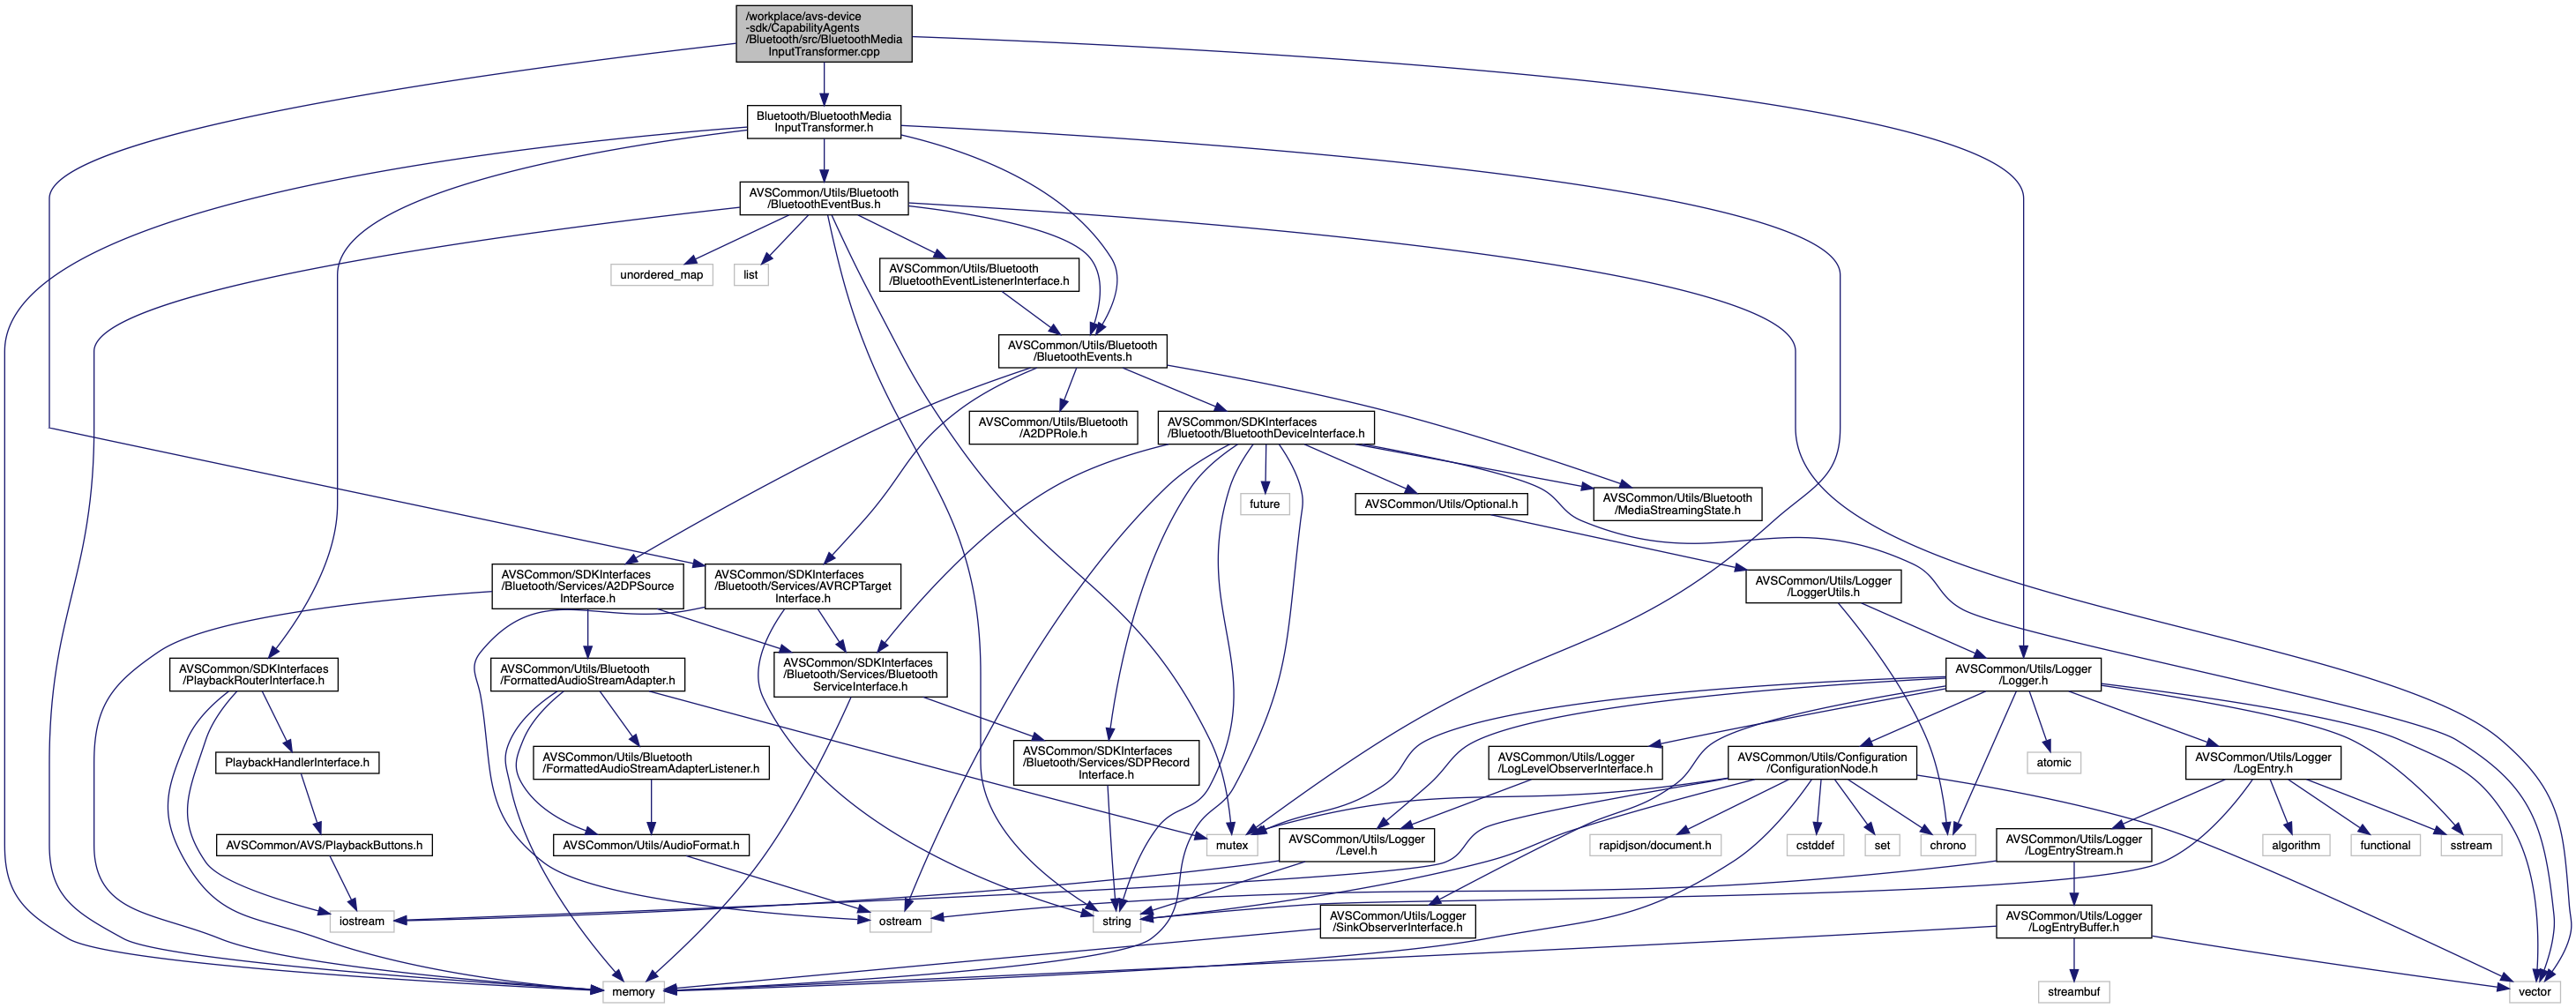 /workplace/avs-device
-sdk/CapabilityAgents
/Bluetooth/src/BluetoothMedia
InputTransformer.cpp
Bluetooth/BluetoothMedia
InputTransformer.h
AVSCommon/Utils/Bluetooth
/BluetoothEventBus.h
unordered_map
list
AVSCommon/Utils/Bluetooth
/BluetoothEventListenerInterface.h
AVSCommon/Utils/Bluetooth
/BluetoothEvents.h
AVSCommon/Utils/Bluetooth
/A2DPRole.h
AVSCommon/SDKInterfaces
/Bluetooth/BluetoothDeviceInterface.h
future
AVSCommon/Utils/Optional.h
AVSCommon/Utils/Bluetooth
/MediaStreamingState.h
AVSCommon/SDKInterfaces
/Bluetooth/Services/A2DPSource
Interface.h
AVSCommon/SDKInterfaces
/Bluetooth/Services/AVRCPTarget
Interface.h
AVSCommon/Utils/Logger
/LoggerUtils.h
AVSCommon/SDKInterfaces
/PlaybackRouterInterface.h
AVSCommon/Utils/Bluetooth
/FormattedAudioStreamAdapter.h
AVSCommon/SDKInterfaces
/Bluetooth/Services/Bluetooth
ServiceInterface.h
AVSCommon/Utils/Logger
/Logger.h
PlaybackHandlerInterface.h
AVSCommon/Utils/Bluetooth
/FormattedAudioStreamAdapterListener.h
AVSCommon/SDKInterfaces
/Bluetooth/Services/SDPRecord
Interface.h
AVSCommon/Utils/Logger
/LogLevelObserverInterface.h
AVSCommon/Utils/Configuration
/ConfigurationNode.h
atomic
AVSCommon/Utils/Logger
/LogEntry.h
AVSCommon/AVS/PlaybackButtons.h
AVSCommon/Utils/AudioFormat.h
mutex
AVSCommon/Utils/Logger
/Level.h
rapidjson/document.h
cstddef
set
chrono
AVSCommon/Utils/Logger
/LogEntryStream.h
algorithm
functional
sstream
iostream
ostream
string
AVSCommon/Utils/Logger
/SinkObserverInterface.h
AVSCommon/Utils/Logger
/LogEntryBuffer.h
memory
streambuf
vector